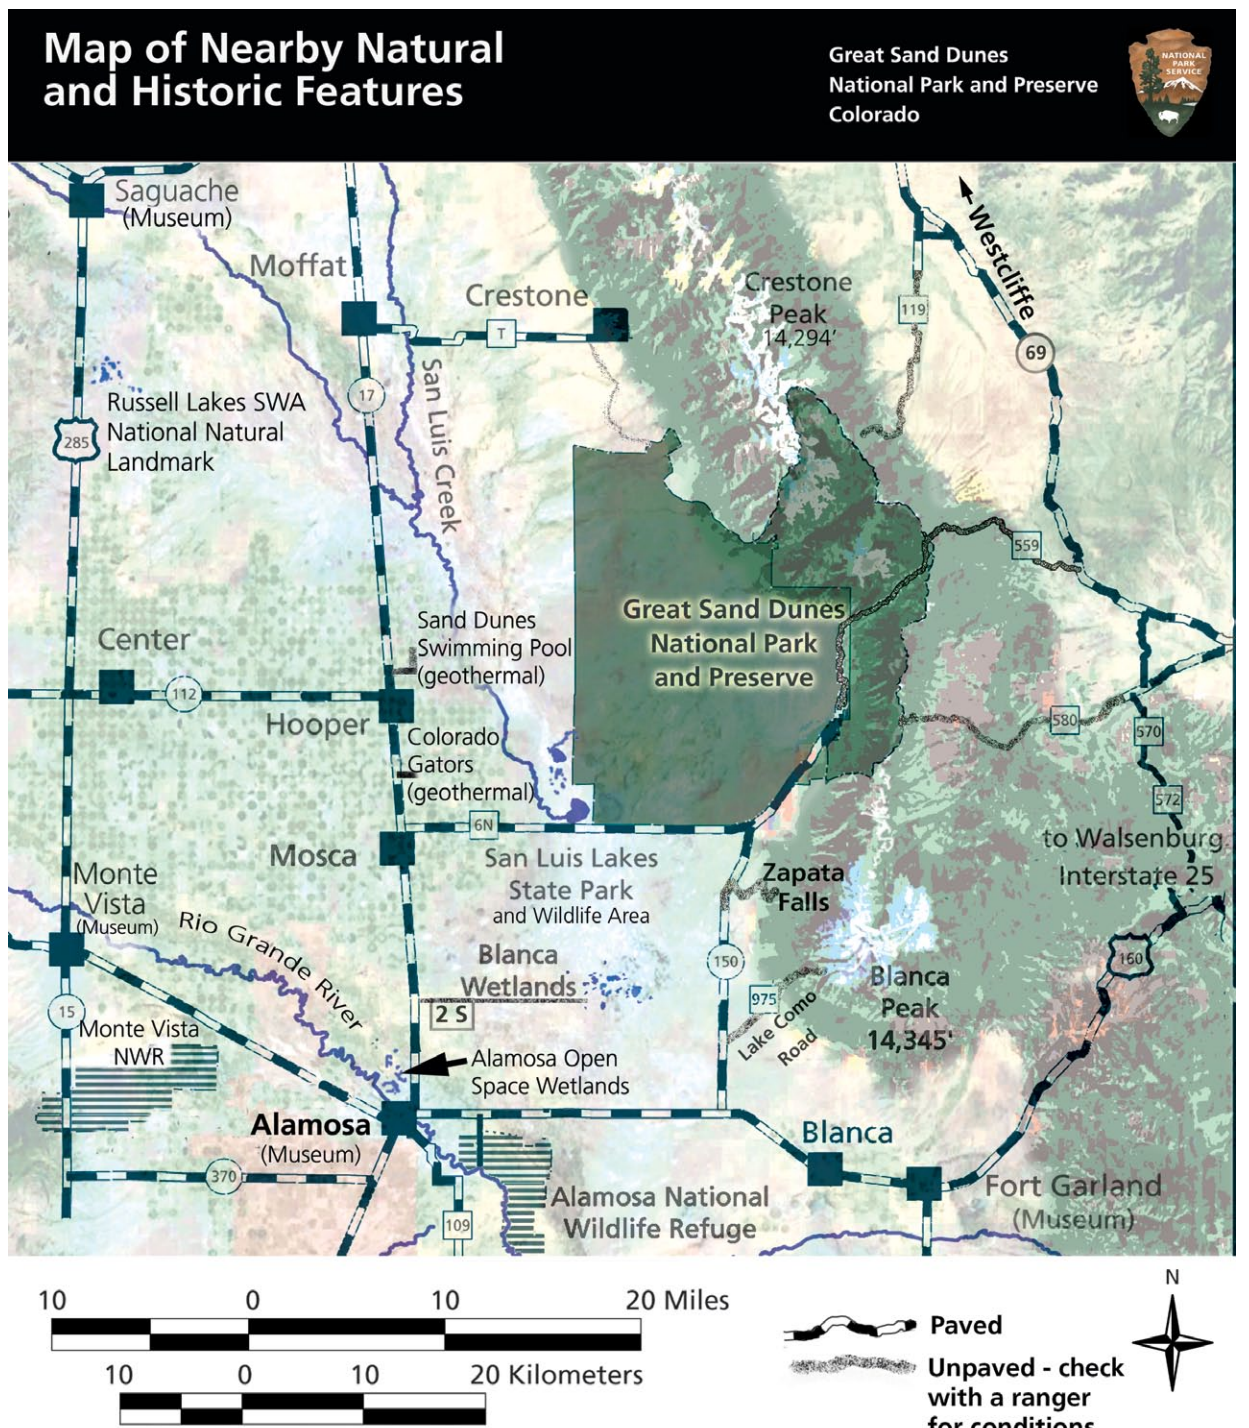 Map of Nearby Natural
and Historic Features
Great Sand Dunes
National Park and Preserve
Colorado
NATIONAL
PARK
SERVICE
Saguache
(Museum)
Moffat
Crestone
T
Crestone
Peak
14,294'
Westcliffe
119
69
17
San Luis Creek
285
Russell Lakes SWA
National Natural
Landmark
559
Sand Dunes
Swimming Pool
(geothermal)
Great Sand Dunes
National Park
and Preserve
Center
112
Hooper
Colorado
Gators
(geothermal)
580
570
572
6N
Mosca
San Luis Lakes
State Park
and Wildlife Area
Zapata
Falls
to Walsenburg
Interstate 25
Monte
Vista
(Museum)
Rio Grande River
Blanca
Wetlands
150
160
2 S
975
Lake Como
Road
Blanca
Peak
14,345'
15
Monte Vista
NWR
Alamosa Open
Space Wetlands
Alamosa
(Museum)
Blanca
370
109
Alamosa National
Wildlife Refuge
Fort Garland
(Museum)
10 0 10 20 Miles
10 0 10 20 Kilometers
Paved
Unpaved - check
with a ranger
for conditions
N